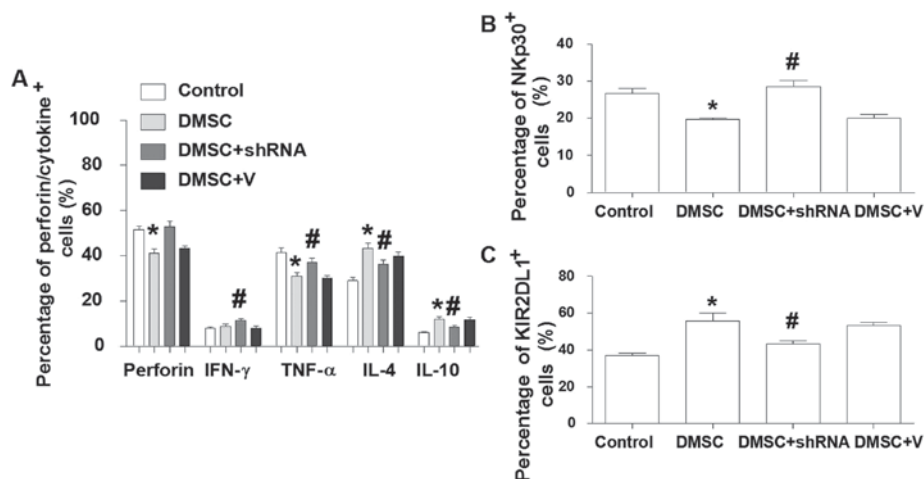 A
Percentage of perforin/cytokine+
cells (%)
100
80
60
40
20
0
Control
DMSC
DMSC+shRNA
DMSC+V
*
#
* #
* #
* #
Perforin IFN-γ TNF-α IL-4 IL-10
B
Percentage of NKp30+
cells (%)
40
30
20
10
0
*
#
Control DMSC DMSC+shRNA DMSC+V
C
Percentage of KIR2DL1+
cells (%)
80
60
40
20
0
*
#
Control DMSC DMSC+shRNA DMSC+V